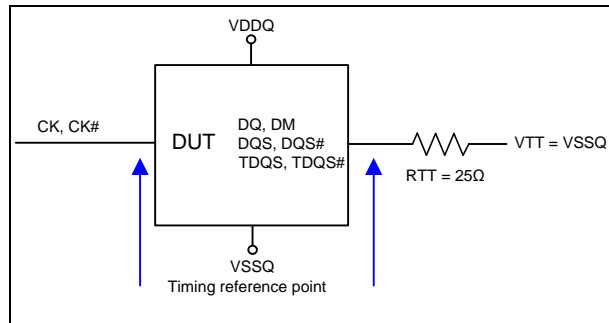 VDDQ
CK, CK#
DUT
DQ, DM
DQS, DQS#
TDQS, TDQS#
VTT = VSSQ
RTT = 25Ω
VSSQ
Timing reference point